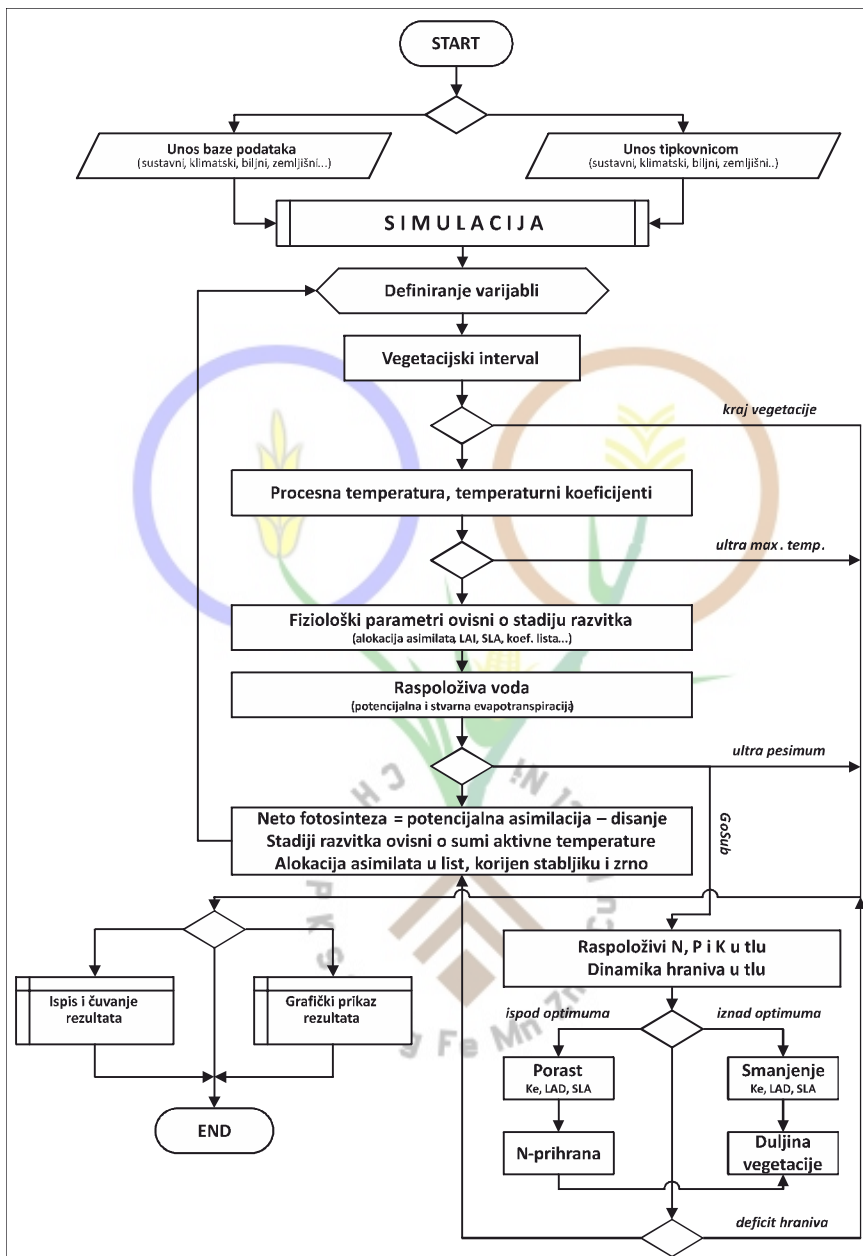 START
Unos baze podataka
(sustavni, klimatski, biljni, zemljišni...)
Unos tipkovnicom
(sustavni, klimatski, biljni, zemljišni..)
SIMULACIJA
Definiranje varijabli
Vegetacijski interval
kraj vegetacije
Procesna temperatura, temperaturni koeficijenti
ultra max. temp.
Fiziološki parametri ovisni o stadiju razvitka
(alokacija asimilata, LAI, SLA, koef. lista...)
Raspoloživa voda
(potencijalna i stvarna evapotranspiracija)
ultra pesimum
GoSub
Neto fotosinteza = potencijalna asimilacija – disanje
Stadiji razvitka ovisni o sumi aktivne temperature
Alokacija asimilata u list, korijen stabljiku i zrno
Ispis i čuvanje
rezultata
Grafički prikaz
rezultata
END
Raspoloživi N, P i K u tlu
Dinamika hraniva u tlu
ispod optimuma
iznad optimuma
Porast
Ke, LAD, SLA
Smanjenje
Ke, LAD, SLA
N-prihrana
Duljina
vegetacije
deficit hraniva